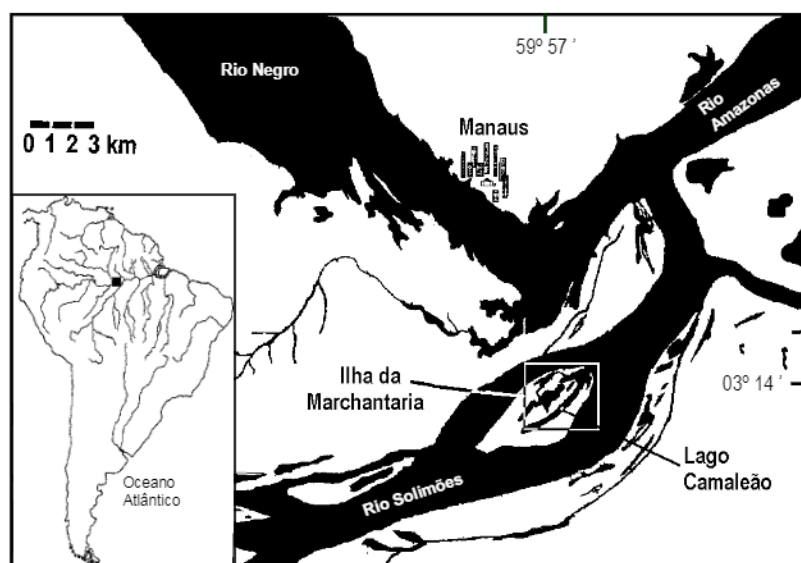 59º 57 ‘
Rio Negro
Rio
Amazonas
Manaus
0 1 2 3 km
Ilha da
Marchantaria
03º 14 ‘
Lago
Camaleão
Rio Solimões
Oceano
Atlântico